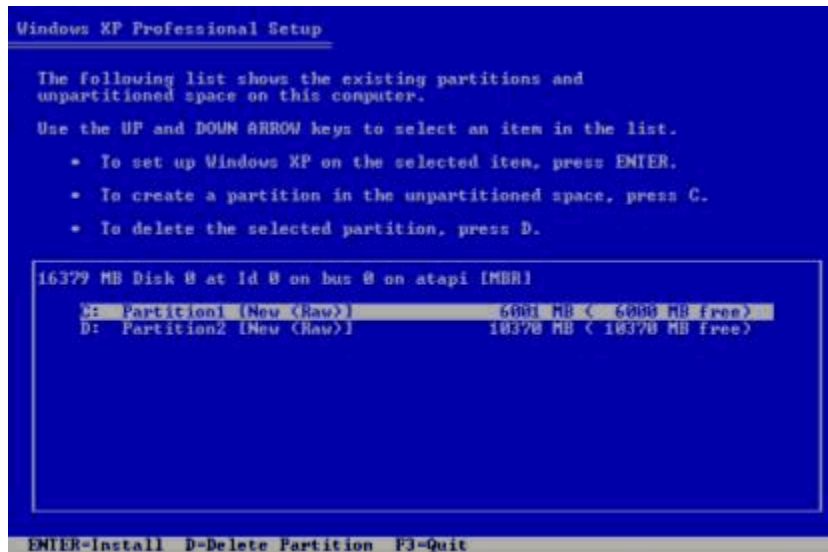 Windows XP Professional Setup
The following list shows the existing partitions and
unpartitioned space on this computer.
Use the UP and DOWN ARROW keys to select an item in the list.
• To set up Windows XP on the selected item, press ENTER.
• To create a partition in the unpartitioned space, press C.
• To delete the selected partition, press D.
16379 MB Disk 0 at Id 0 on bus 0 on atapi [MBR]
C: Partition1 [New (Raw)] 6001 MB ( 6000 MB free)
D: Partition2 [New (Raw)] 10370 MB ( 10370 MB free)
ENTER=Install D=Delete Partition F3=Quit